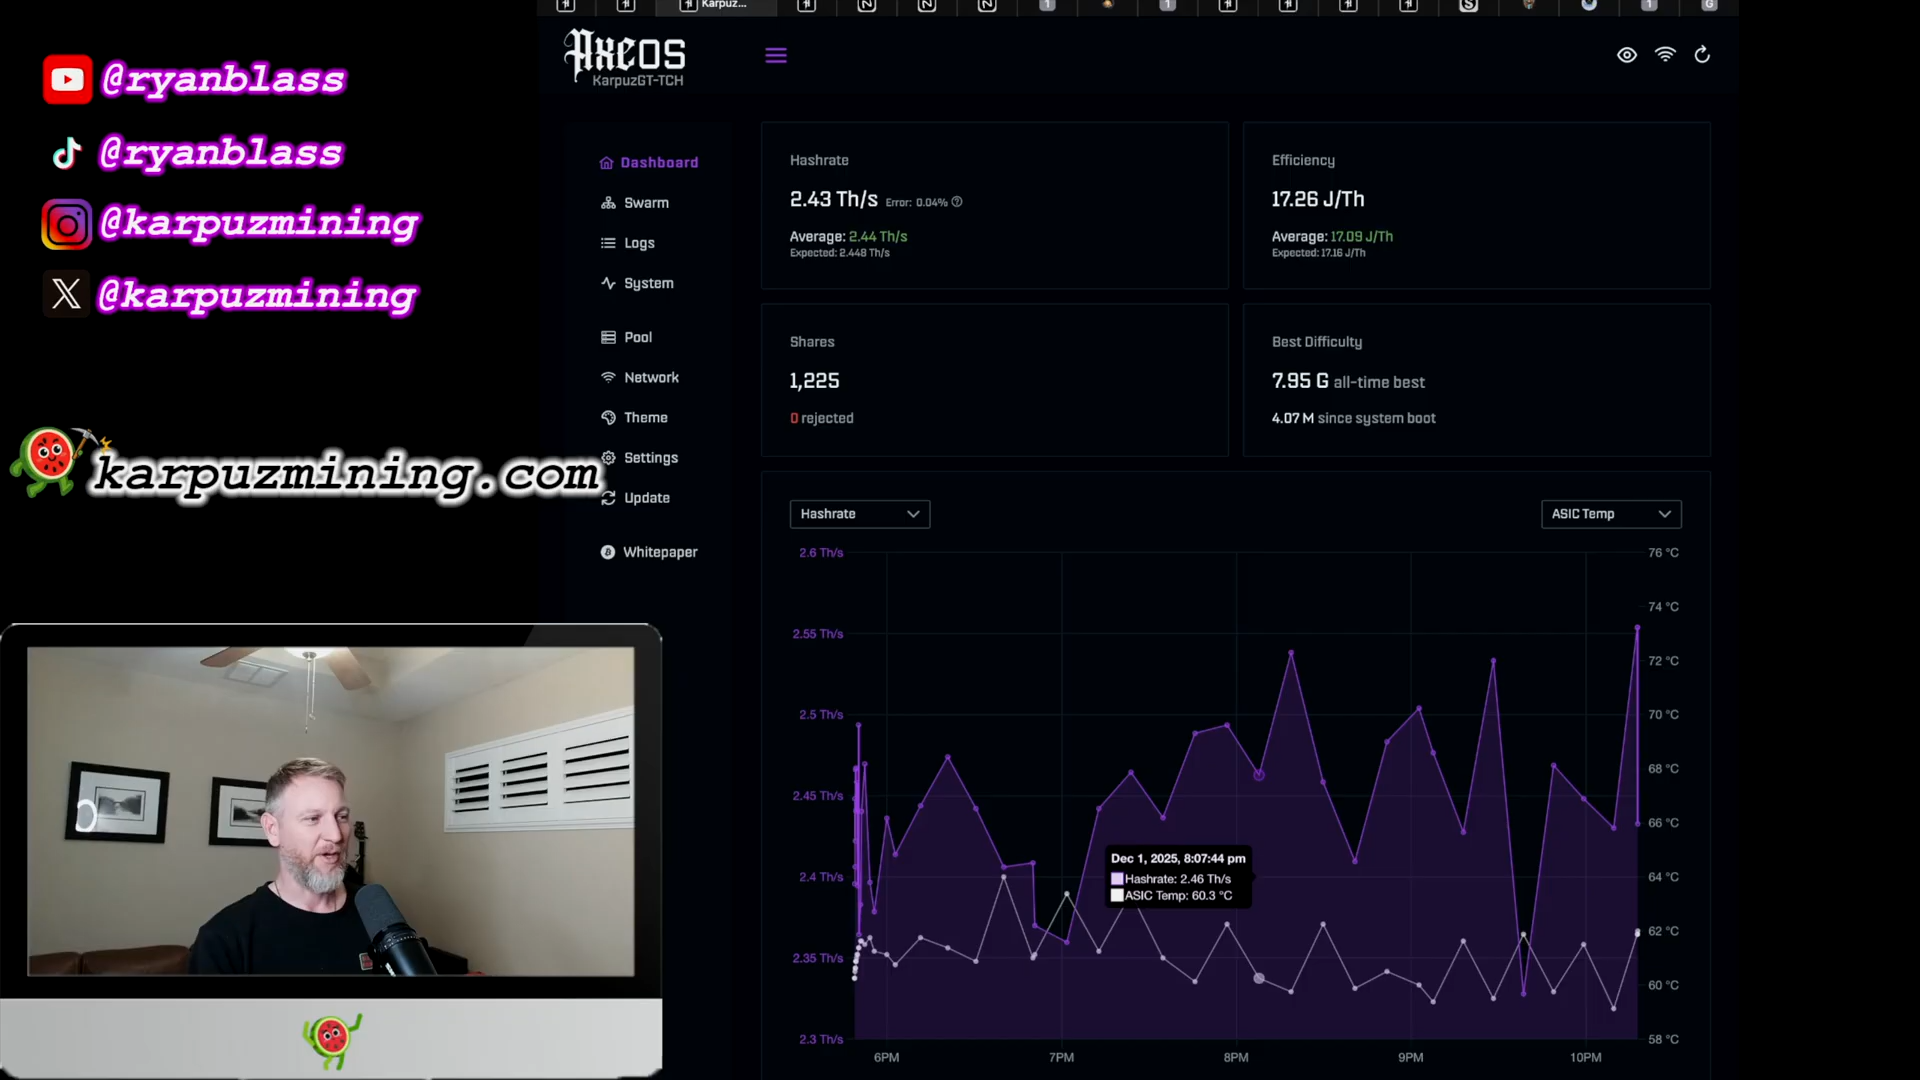 Karpuz...
@ryanblass
@ryanblass
@karpuzmining
@karpuzmining
karpuzmining.com
AxeOS
KarpuzGT-TCH
Dashboard
Swarm
Logs
System
Pool
Network
Theme
Settings
Update
Whitepaper
Hashrate
2.43 Th/s Error: 0.04%
Average: 2.44 Th/s
Expected: 2.448 Th/s
Efficiency
17.26 J/Th
Average: 17.09 J/Th
Expected: 17.16 J/Th
Shares
1,225
0 rejected
Best Difficulty
7.95 G all-time best
4.07 M since system boot
Hashrate
ASIC Temp
2.6 Th/s
2.55 Th/s
2.5 Th/s
2.45 Th/s
2.4 Th/s
2.35 Th/s
2.3 Th/s
76 °C
74 °C
72 °C
70 °C
68 °C
66 °C
64 °C
62 °C
60 °C
58 °C
Dec 1, 2025, 8:07:44 pm
Hashrate: 2.46 Th/s
ASIC Temp: 60.3 °C
6PM
7PM
8PM
9PM
10PM